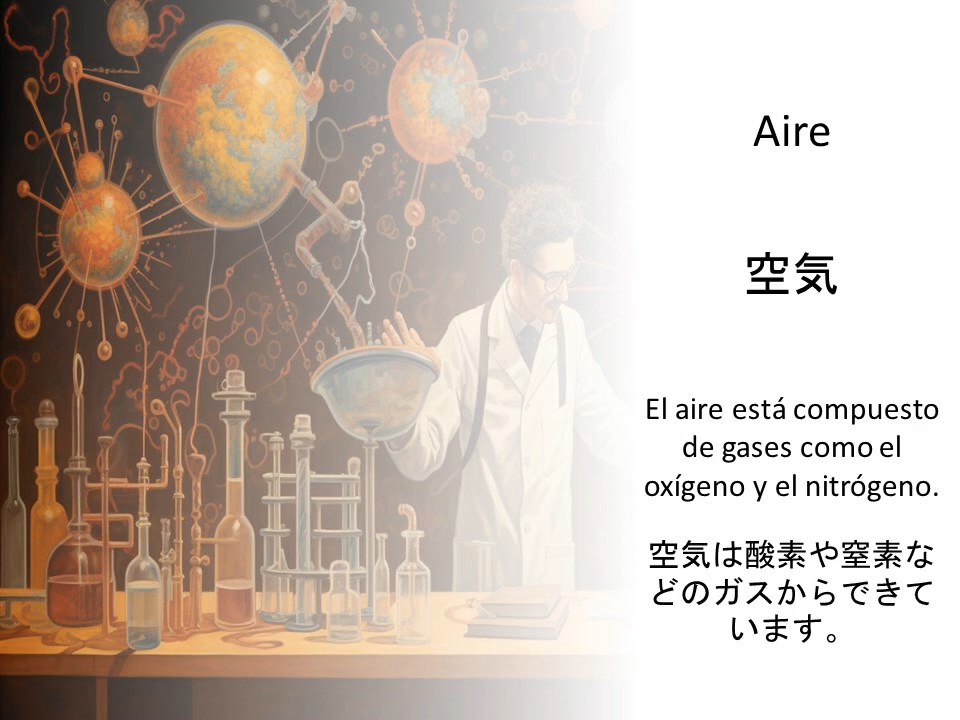 Aire
空気
El aire está compuesto
de gases como el
oxígeno y el nitrógeno.
空気は酸素や窒素な
どのガスからできて
います。